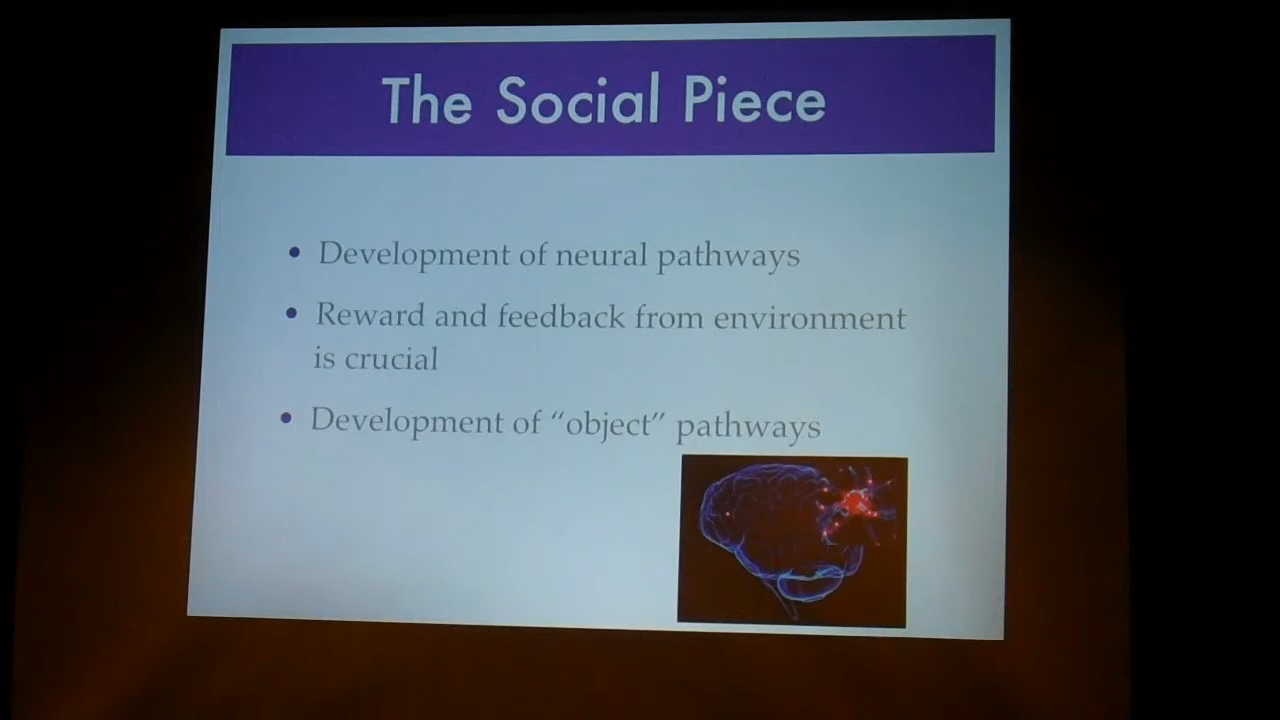 The Social Piece
• Development of neural pathways
• Reward and feedback from environment
is crucial
• Development of “object” pathways